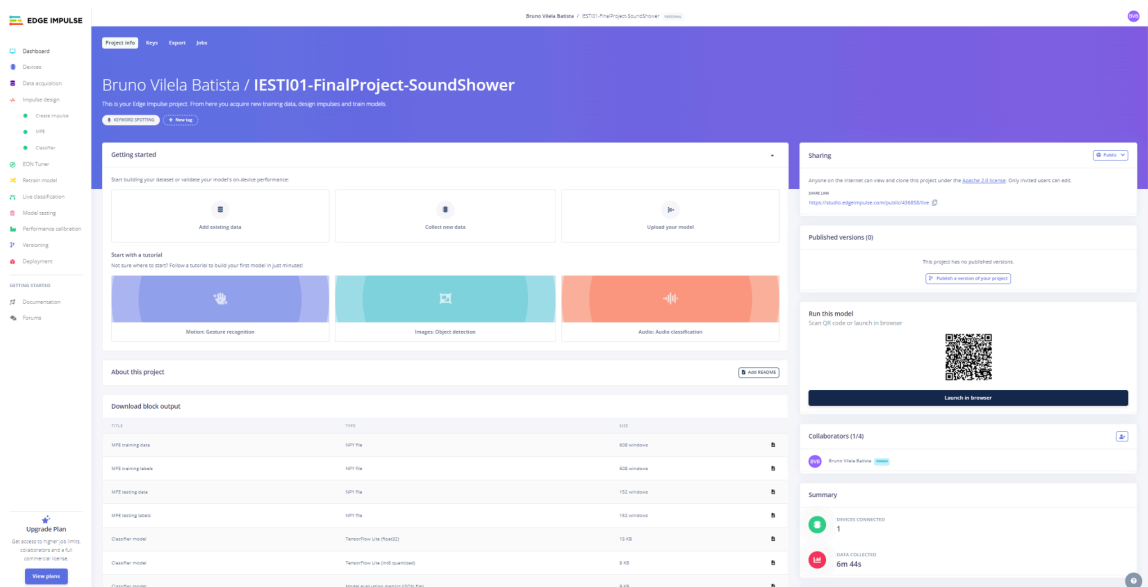 EDGE IMPULSE
Bruno Vilela Batista / IESTI01-FinalProject-SoundShower PERSONAL
BVB
Dashboard
Devices
Data acquisition
Impulse design
Create impulse
MFE
Classifier
EON Tuner
Retrain model
Live classification
Model testing
Performance calibration
Versioning
Deployment
GETTING STARTED
Documentation
Forums
Upgrade Plan
Get access to higher job limits,
collaborators and a full
commercial license.
View plans
Project info Keys Export Jobs
Bruno Vilela Batista / IESTI01-FinalProject-SoundShower
This is your Edge Impulse project. From here you acquire new training data, design impulses and train models.
KEYWORD SPOTTING + New tag
Getting started
Start building your dataset or validate your model's on-device performance:
Add existing data
Collect new data
Upload your model
Start with a tutorial
Not sure where to start? Follow a tutorial to build your first model in just minutes!
Motion: Gesture recognition
Images: Object detection
Audio: Audio classification
About this project
Add README
Download block output
TITLE TYPE SIZE
MFE training data NPY file 608 windows
MFE training labels NPY file 608 windows
MFE testing data NPY file 152 windows
MFE testing labels NPY file 152 windows
Classifier model TensorFlow Lite (float32)
Classifier model TensorFlow Lite (int8 quantized)
Classifier model Model evaluation metrics (JSON file)
Sharing
Public
Anyone on the internet can view and clone this project under the Apache 2.0 license. Only invited users can edit.
SHARE LINK
https://studio.edgeimpulse.com/public/406858/live
Published versions (0)
This project has no published versions.
Publish a version of your project
Run this model
Scan QR code or launch in browser
Launch in browser
Collaborators (1/4)
BVB Bruno Vilela Batista OWNER
Summary
DEVICES CONNECTED
1
DATA COLLECTED
6m 44s